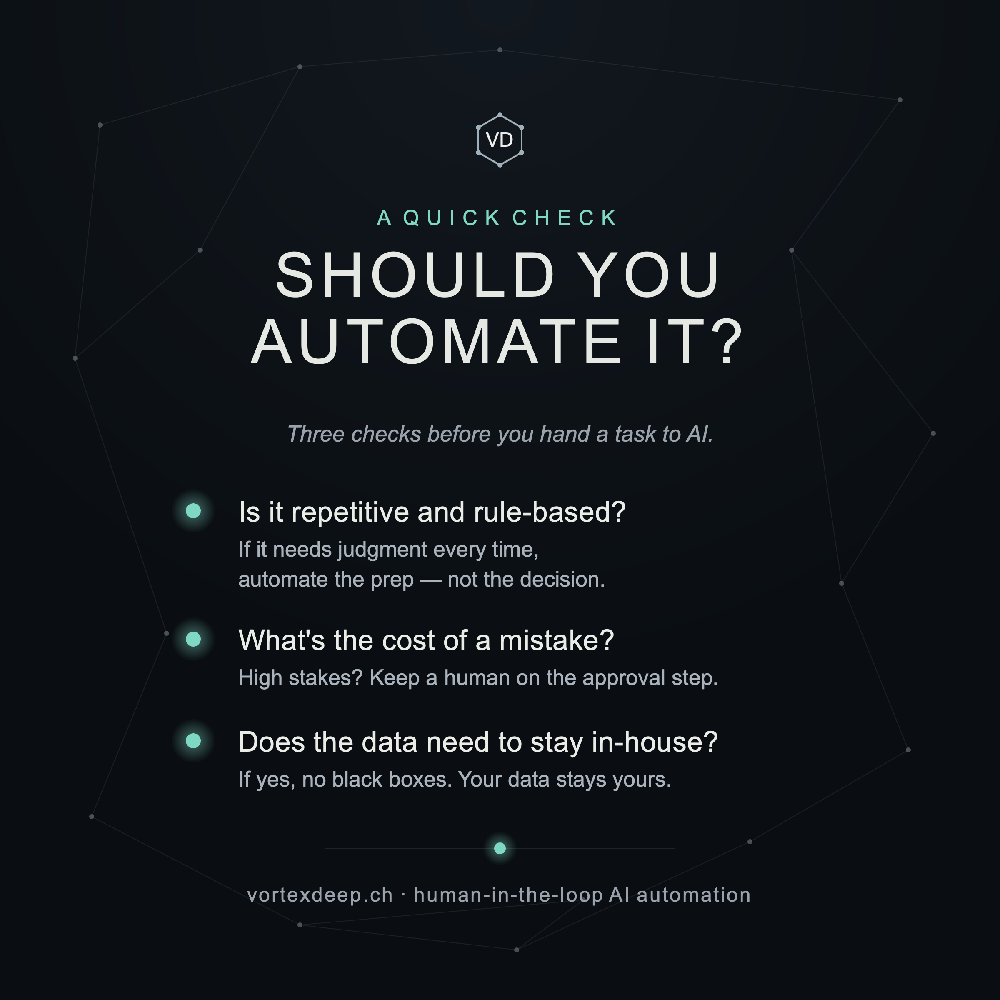 VD
A QUICK CHECK
SHOULD YOU
AUTOMATE IT?
Three checks before you hand a task to AI.
Is it repetitive and rule-based?
If it needs judgment every time,
automate the prep — not the decision.
What's the cost of a mistake?
High stakes? Keep a human on the approval step.
Does the data need to stay in-house?
If yes, no black boxes. Your data stays yours.
vortexdeep.ch · human-in-the-loop AI automation